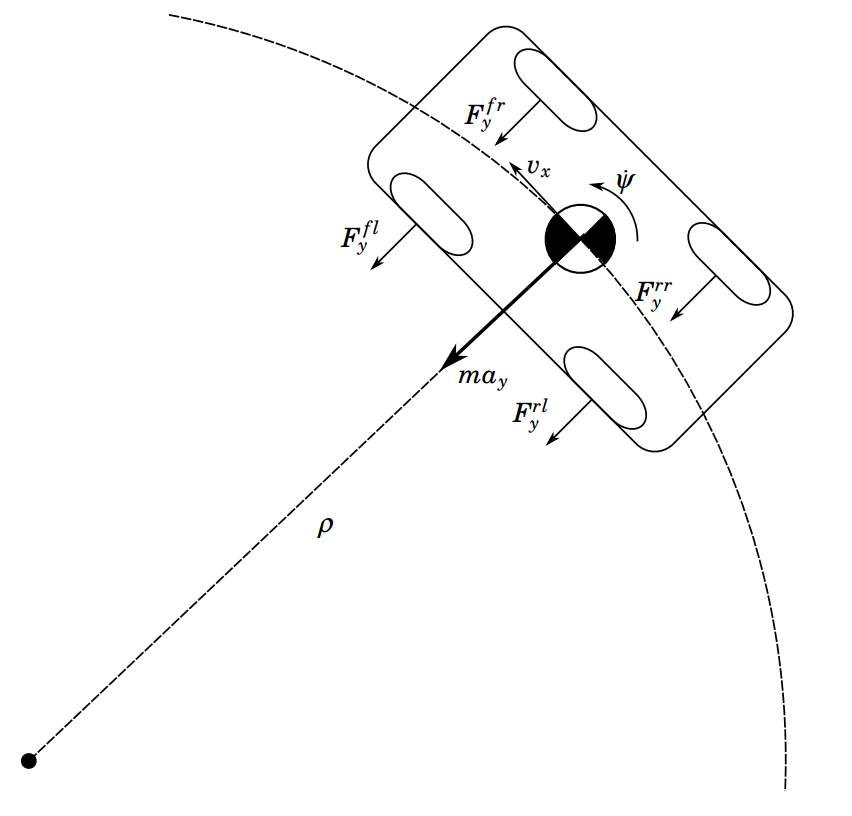 F_y^{fr}
v_x
ψ̇
F_y^{fl}
F_y^{rr}
ma_y
F_y^{rl}
ρ